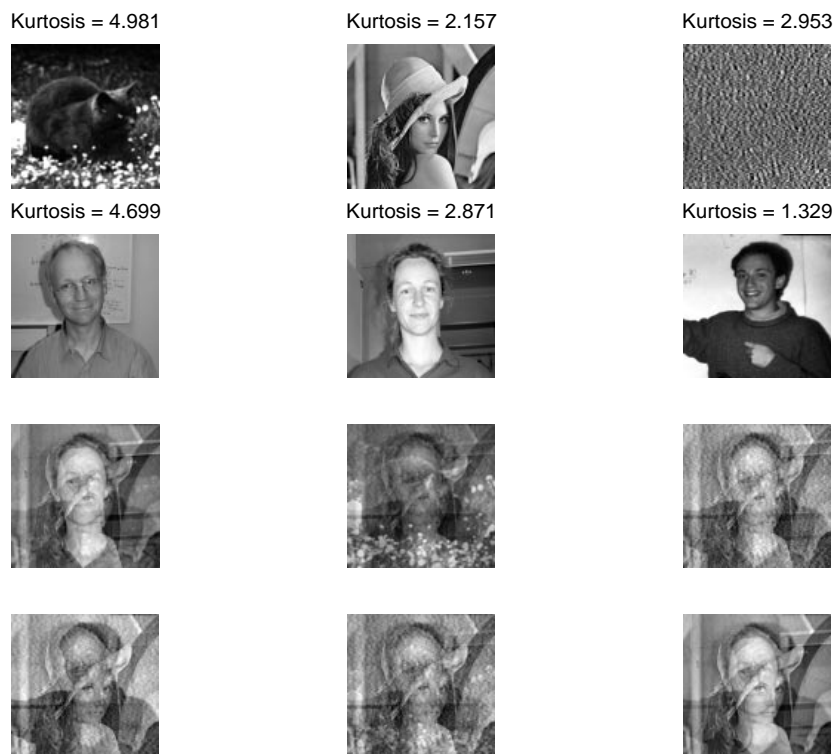 Kurtosis = 4.981 Kurtosis = 2.157 Kurtosis = 2.953
Kurtosis = 4.699 Kurtosis = 2.871 Kurtosis = 1.329